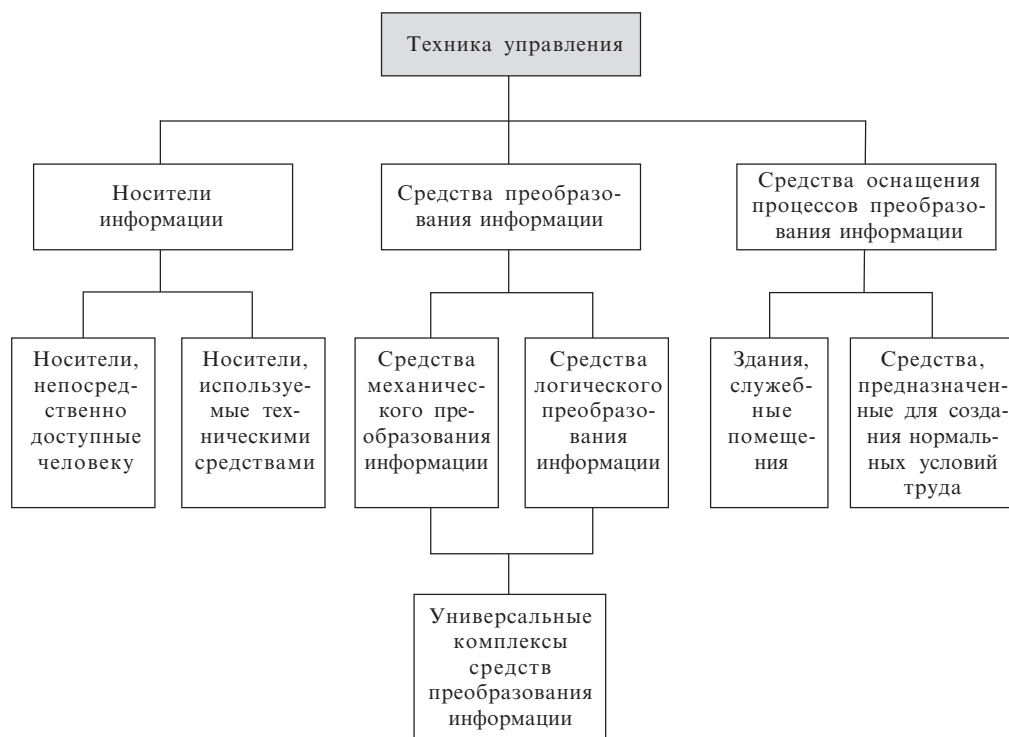 Техника управления
Носители
информации
Средства преобразо-
вания информации
Средства оснащения
процессов преобразо-
вания информации
Носители,
непосред-
ственно
доступные
человеку
Носители,
используе-
мые тех-
ническими
средствами
Средства
механичес-
кого пре-
образования
информации
Средства
логического
преобразо-
вания
информации
Здания,
служеб-
ные
помеще-
ния
Средства,
предназначен-
ные для созда-
ния нормаль-
ных условий
труда
Универсальные
комплексы
средств
преобразования
информации